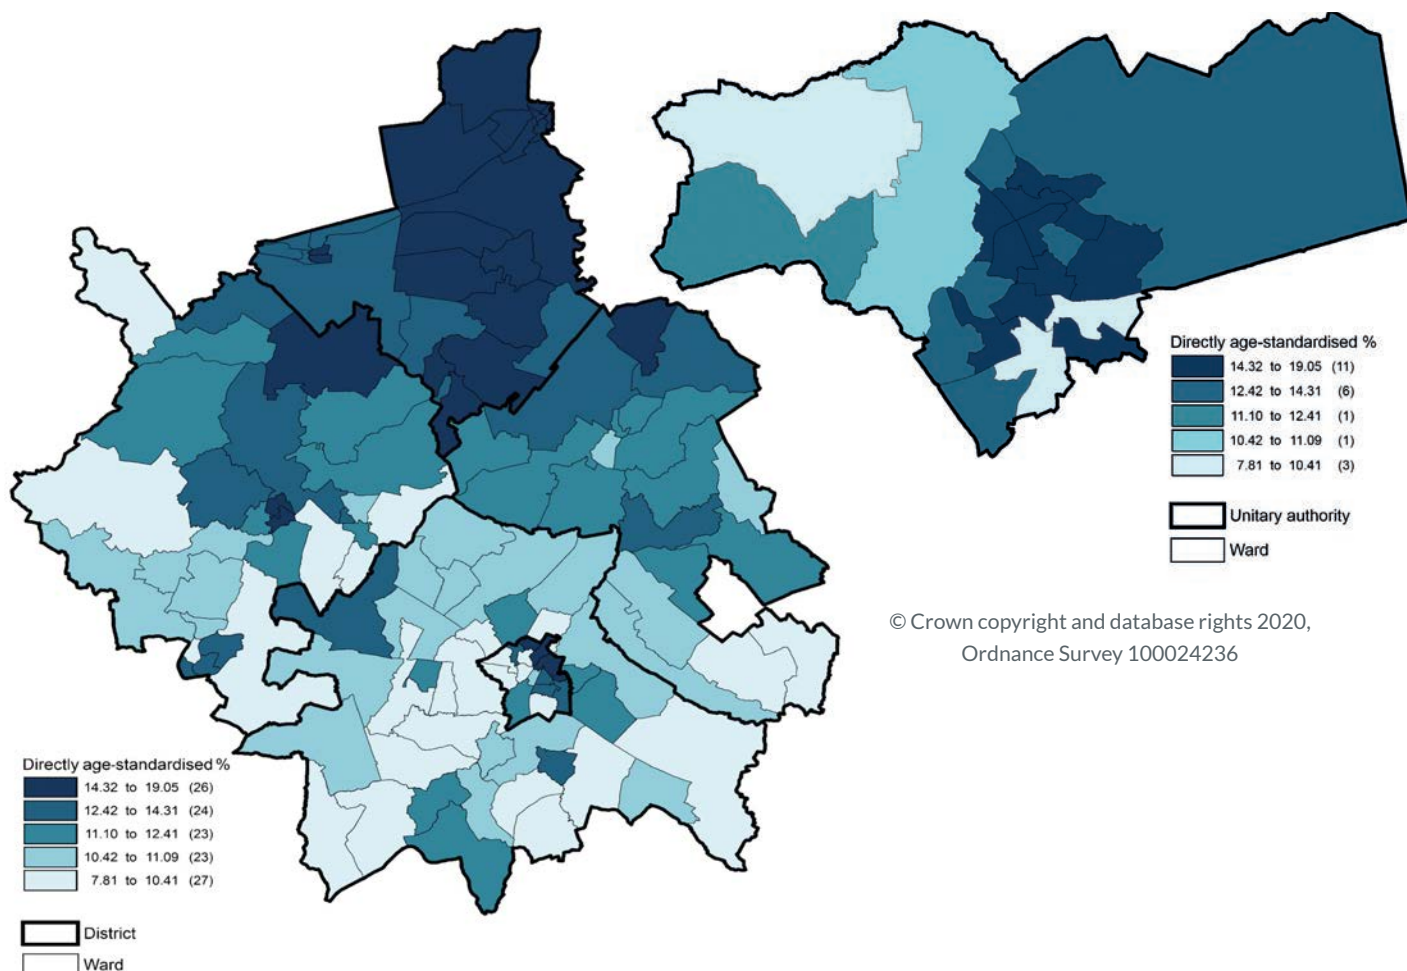 Directly age-standardised %
14.32 to 19.05 (11)
12.42 to 14.31 (6)
11.10 to 12.41 (1)
10.42 to 11.09 (1)
7.81 to 10.41 (3)
Unitary authority
Ward
© Crown copyright and database rights 2020,
Ordnance Survey 100024236
Directly age-standardised %
14.32 to 19.05 (26)
12.42 to 14.31 (24)
11.10 to 12.41 (23)
10.42 to 11.09 (23)
7.81 to 10.41 (27)
District
Ward